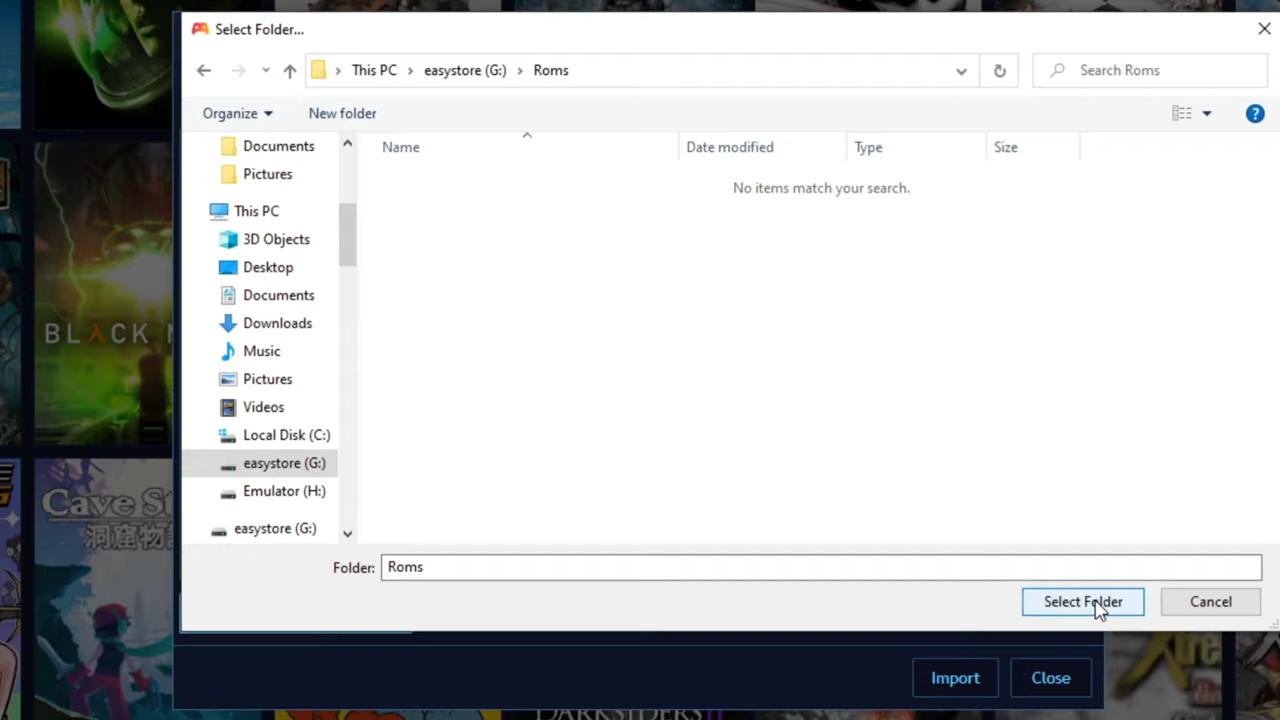 Select Folder...
This PC > easystore (G:) > Roms
Search Roms
Organize
New folder
Name
Date modified
Type
Size
No items match your search.
Documents
Pictures
This PC
3D Objects
Desktop
Documents
Downloads
Music
Pictures
Videos
Local Disk (C:)
easystore (G:)
Emulator (H:)
easystore (G:)
Folder:
Roms
Select Folder
Cancel
Import
Close
BLACK
Cave St
洞窟物
DARKSIDERS II